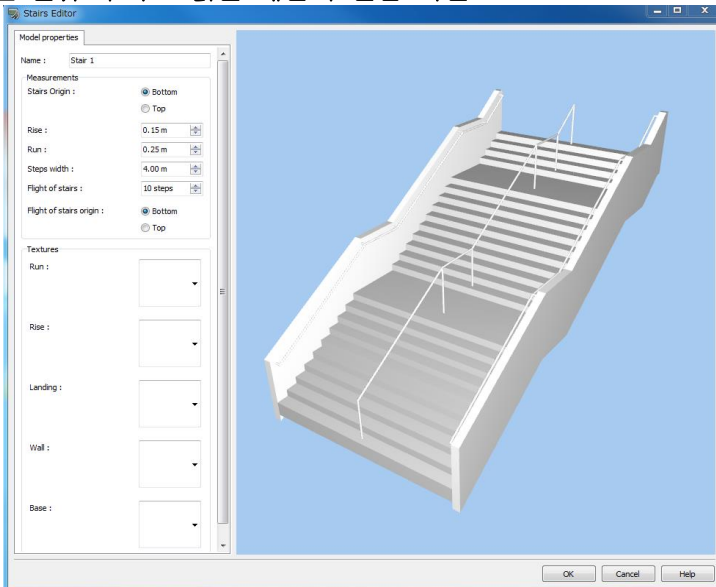 Stairs Editor
Model properties
Name : Stair 1
Measurements
Stairs Origin : Bottom
Top
Rise : 0.15 m
Run : 0.25 m
Steps width : 4.00 m
Flight of stairs : 10 steps
Flight of stairs origin : Bottom
Top
Textures
Run :
Rise :
Landing :
Wall :
Base :
OK Cancel Help